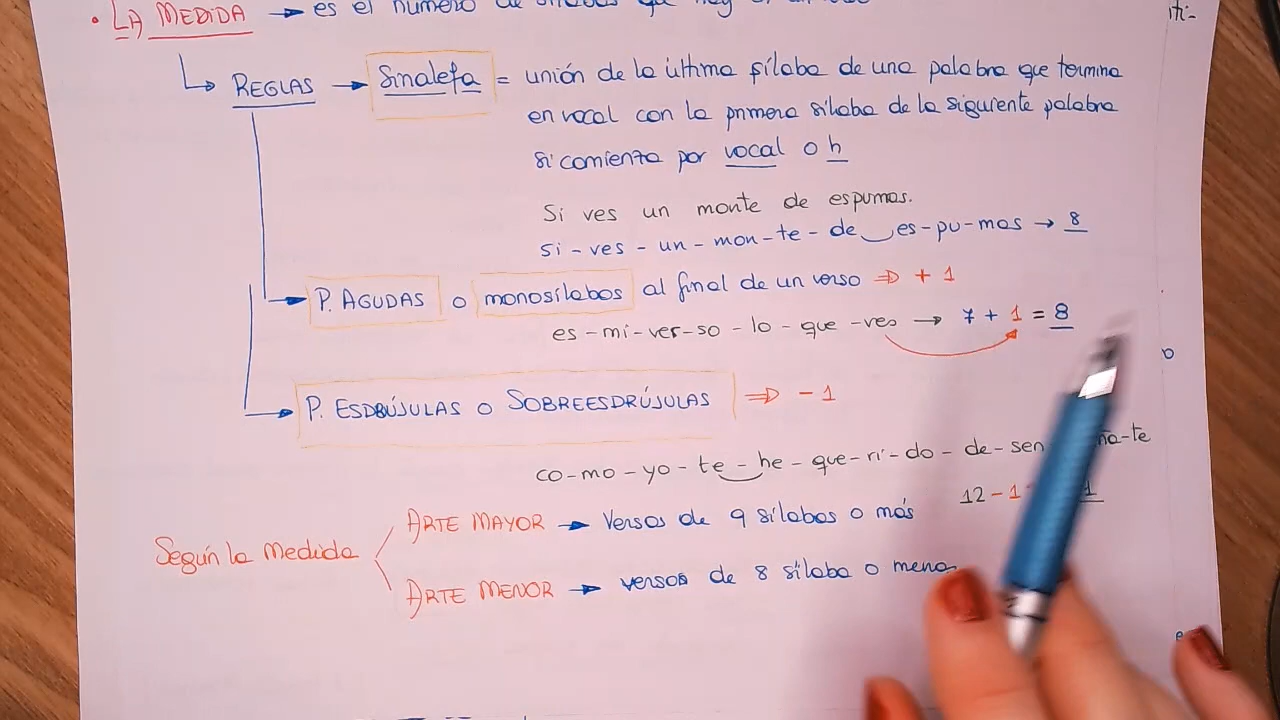 • LA MEDIDA → es el número de
REGLAS → Sinalefa = unión de la última sílaba de una palabra que termina
en vocal con la primera sílaba de la siguiente palabra
si comienza por vocal o h
Si ves un monte de espumas.
Si - ves - un - mon - te - de es - pu - mas → 8
P. AGUDAS o monosílabos al final de un verso ⇒ + 1
es - mi - ver - so - lo - que - ves → 7 + 1 = 8
P. ESDRÚJULAS o SOBREESDRÚJULAS ⇒ - 1
co - mo - yo - te - he - que - ri - do - de - sen
12 - 1
Según la Medida
ARTE MAYOR → Versos de 9 sílabas o más
ARTE MENOR → versos de 8 sílaba o meno